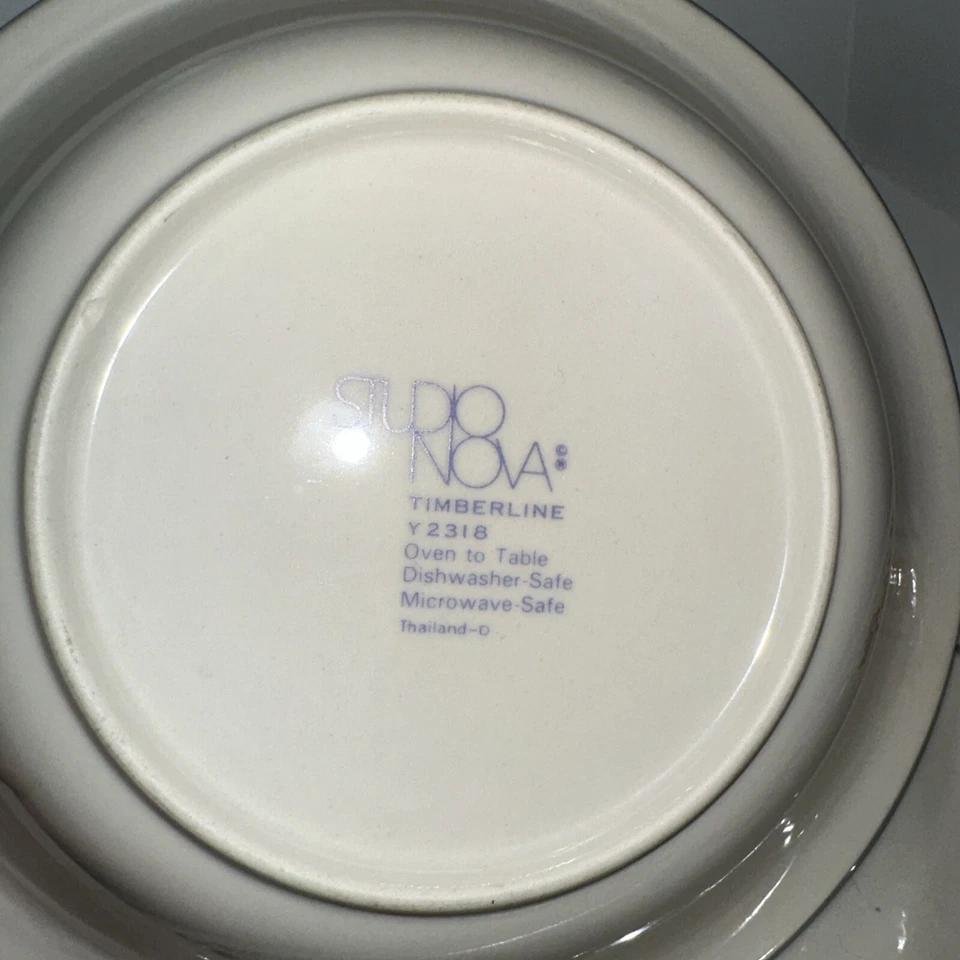 STUDIO
NOVA ©®
TIMBERLINE
Y2318
Oven to Table
Dishwasher-Safe
Microwave-Safe
Thailand-D